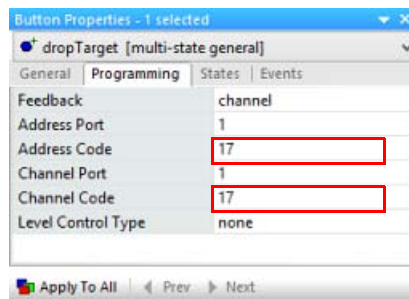 Button Properties - 1 selected
dropTarget [multi-state general]
General Programming States Events
Feedback channel
Address Port 1
Address Code 17
Channel Port 1
Channel Code 17
Level Control Type none
Apply To All Prev Next